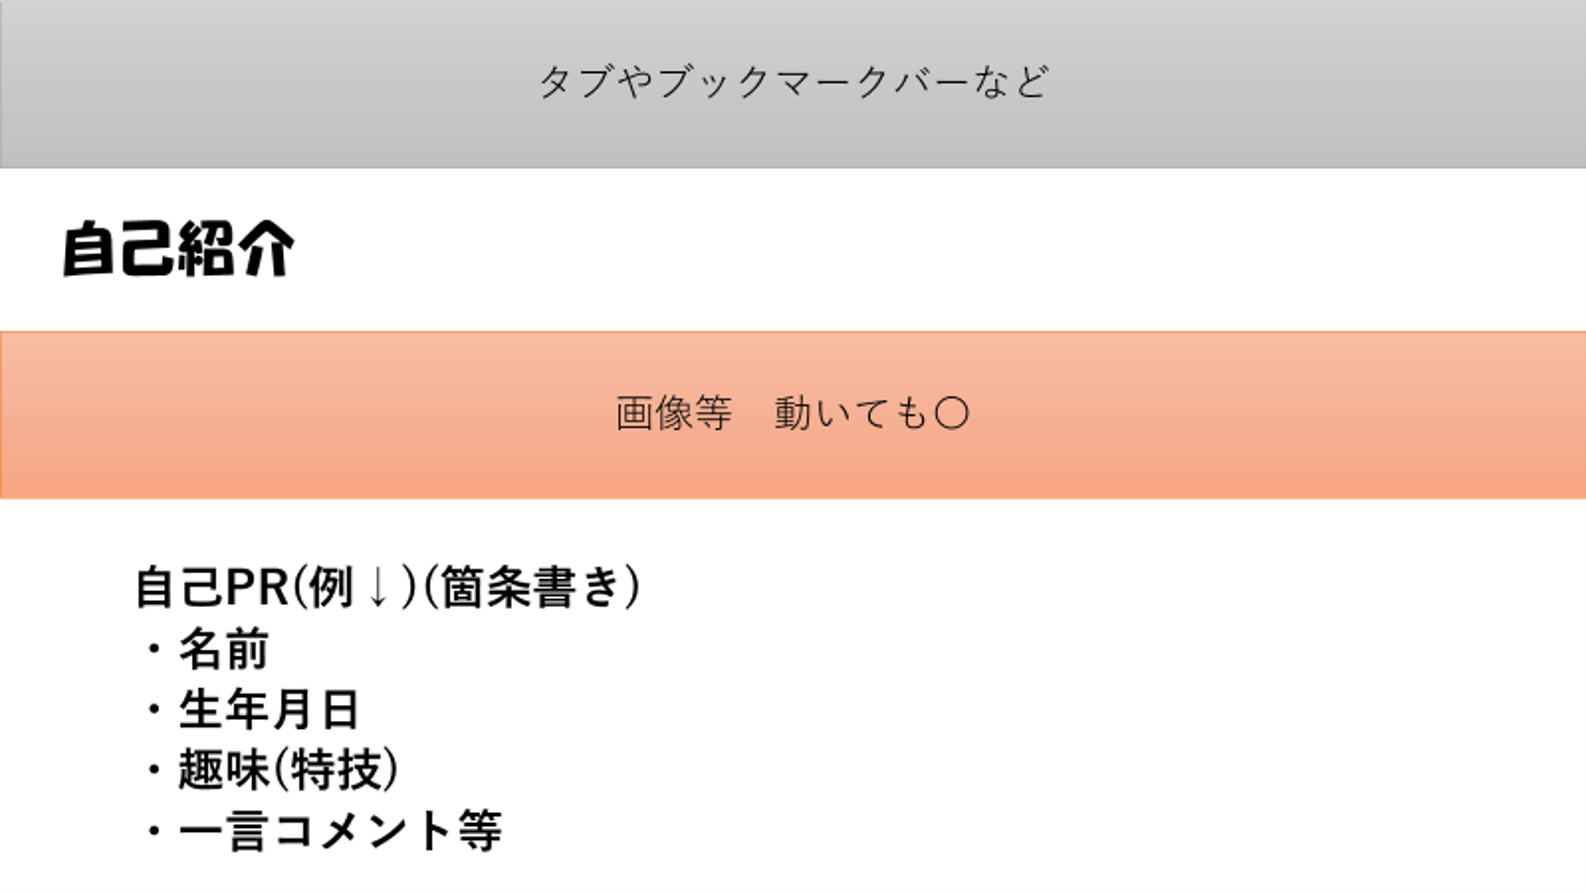 タブやブックマークバーなど
自己紹介
画像等　動いても〇
自己PR(例↓)(箇条書き)
・名前
・生年月日
・趣味(特技)
・一言コメント等